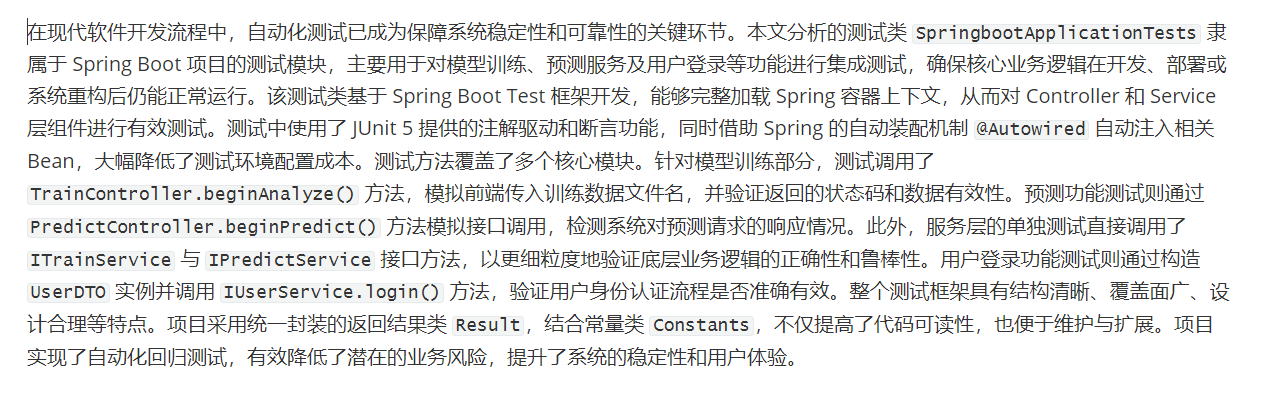 在现代软件开发流程中，自动化测试已成为保障系统稳定性和可靠性的关键环节。本文分析的测试类 SpringbootApplicationTests 隶
属于 Spring Boot 项目的测试模块，主要用于对模型训练、预测服务及用户登录等功能进行集成测试，确保核心业务逻辑在开发、部署或
系统重构后仍能正常运行。该测试类基于 Spring Boot Test 框架开发，能够完整加载 Spring 容器上下文，从而对 Controller 和 Service
层组件进行有效测试。测试中使用了 JUnit 5 提供的注解驱动和断言功能，同时借助 Spring 的自动装配机制 @Autowired 自动注入相关
Bean，大幅降低了测试环境配置成本。测试方法覆盖了多个核心模块。针对模型训练部分，测试调用了
TrainController.beginAnalyze() 方法，模拟前端传入训练数据文件名，并验证返回的状态码和数据有效性。预测功能测试则通过
PredictController.beginPredict() 方法模拟接口调用，检测系统对预测请求的响应情况。此外，服务层的单独测试直接调用了
ITrainService 与 IPredictService 接口方法，以更细粒度地验证底层业务逻辑的正确性和鲁棒性。用户登录功能测试则通过构造
UserDTO 实例并调用 IUserService.login() 方法，验证用户身份认证流程是否准确有效。整个测试框架具有结构清晰、覆盖面广、设
计合理等特点。项目采用统一封装的返回结果类 Result，结合常量类 Constants，不仅提高了代码可读性，也便于维护与扩展。项目
实现了自动化回归测试，有效降低了潜在的业务风险，提升了系统的稳定性和用户体验。